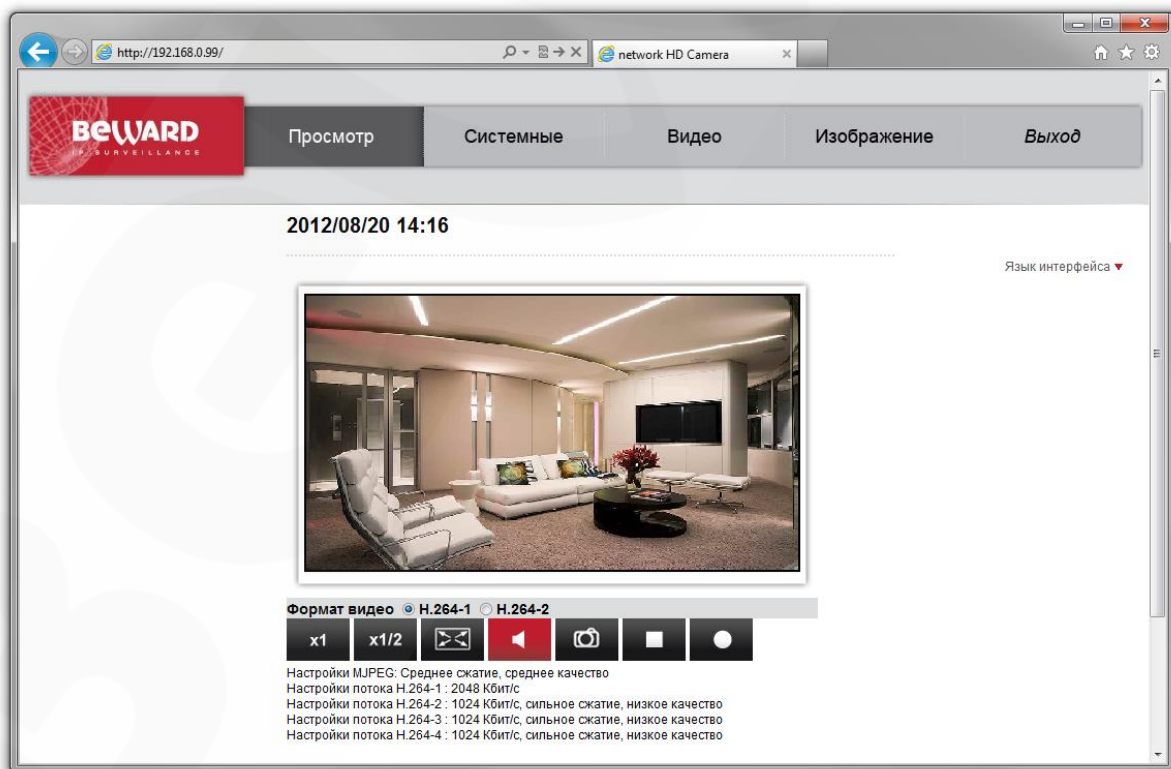 http://192.168.0.99/
network HD Camera
BEWARD
IP SURVEILLANCE
Просмотр Системные Видео Изображение Выход
2012/08/20 14:16
Язык интерфейса
Формат видео H.264-1 H.264-2
x1 x1/2
Настройки MJPEG: Среднее сжатие, среднее качество
Настройки потока H.264-1 : 2048 Кбит/с
Настройки потока H.264-2 : 1024 Кбит/с, сильное сжатие, низкое качество
Настройки потока H.264-3 : 1024 Кбит/с, сильное сжатие, низкое качество
Настройки потока H.264-4 : 1024 Кбит/с, сильное сжатие, низкое качество